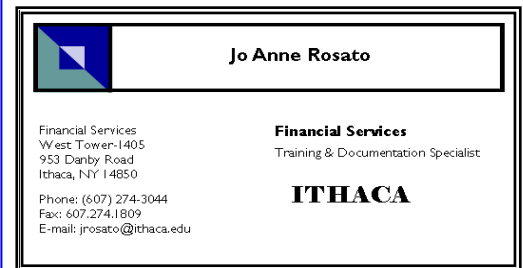 Jo Anne Rosato
Financial Services
West Tower-1405
953 Danby Road
Ithaca, NY 14850
Phone: (607) 274-3044
Fax: 607.274.1809
E-mail: jrosato@ithaca.edu
Financial Services
Training & Documentation Specialist
ITHACA